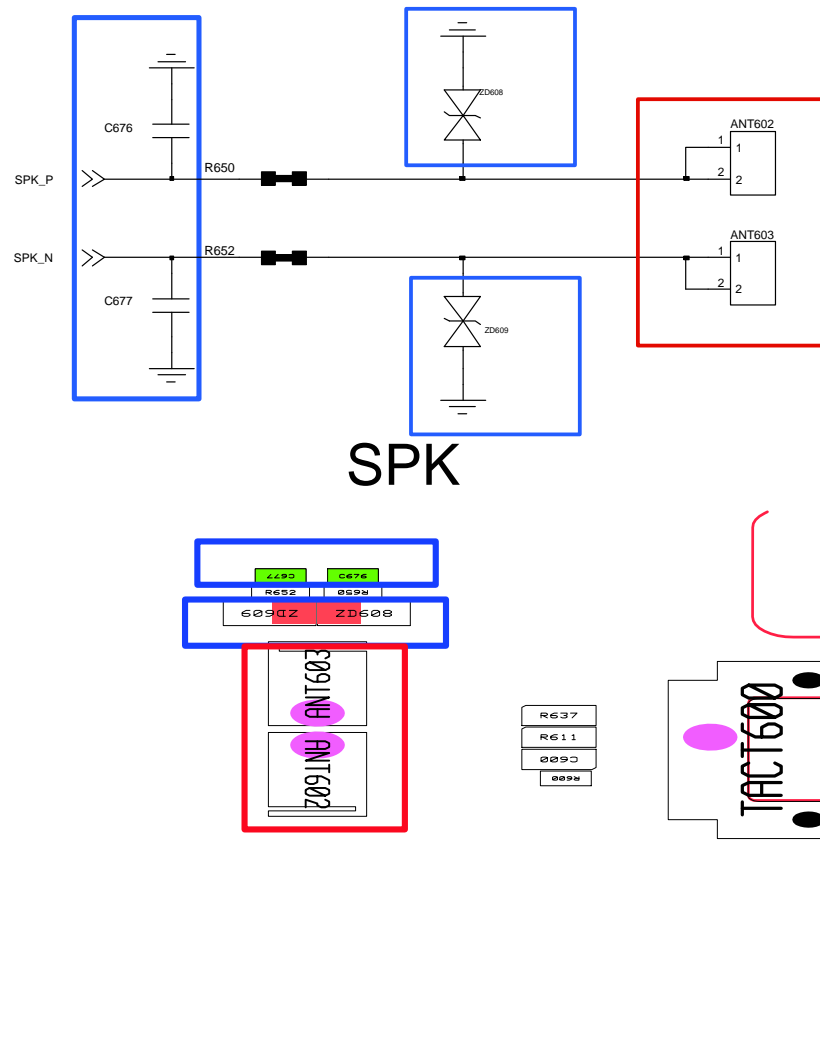 ZD608
C676
ANT602
1 1
SPK_P
R650
2 2
ANT603
SPK_N
R652
1 1
C677
2 2
ZD609
SPK
C677 C676
R652 R650
ZD609 ZD608
ANT603
ANT602
R637
R611
C600
R600
TACT600